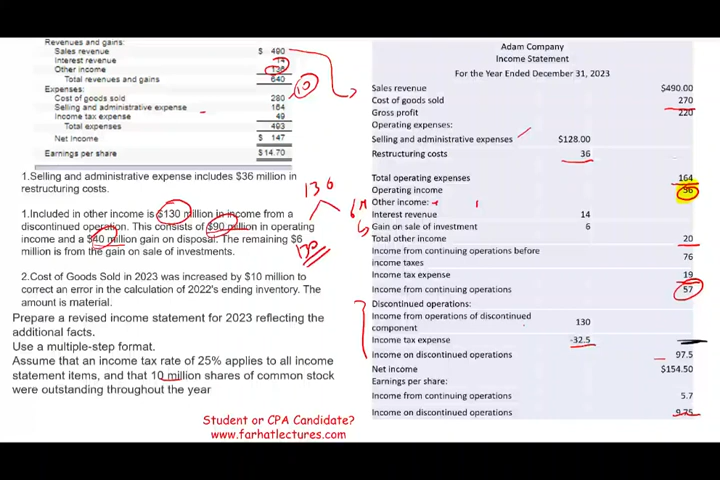 Revenues and gains:
Sales revenue $ 490
Interest revenue 14
Other income 136
Total revenues and gains 640
Expenses:
Cost of goods sold 280
Selling and administrative expense 164
Income tax expense 49
Total expenses 493
Net Income $ 147
Earnings per share $ 14.70
10
1.Selling and administrative expense includes $36 million in
restructuring costs.
1.Included in other income is $130 million in income from a
discontinued operation. This consists of $90 million in operating
income and a $40 million gain on disposal. The remaining $6
million is from the gain on sale of investments.
136
130
2.Cost of Goods Sold in 2023 was increased by $10 million to
correct an error in the calculation of 2022's ending inventory. The
amount is material.
Prepare a revised income statement for 2023 reflecting the
additional facts.
Use a multiple-step format.
Assume that an income tax rate of 25% applies to all income
statement items, and that 10 million shares of common stock
were outstanding throughout the year
Student or CPA Candidate?
www.farhatlectures.com
Adam Company
Income Statement
For the Year Ended December 31, 2023
Sales revenue $490.00
Cost of goods sold 270
Gross profit 220
Operating expenses:
Selling and administrative expenses $128.00
Restructuring costs 36
Total operating expenses 164
Operating income 56
Other income:
Interest revenue 14
Gain on sale of investment 6
Total other income 20
Income from continuing operations before
income taxes 76
Income tax expense 19
Income from continuing operations 57
Discontinued operations:
Income from operations of discontinued
component 130
Income tax expense -32.5
Income on discontinued operations 97.5
Net income $154.50
Earnings per share:
Income from continuing operations 5.7
Income on discontinued operations 9.75